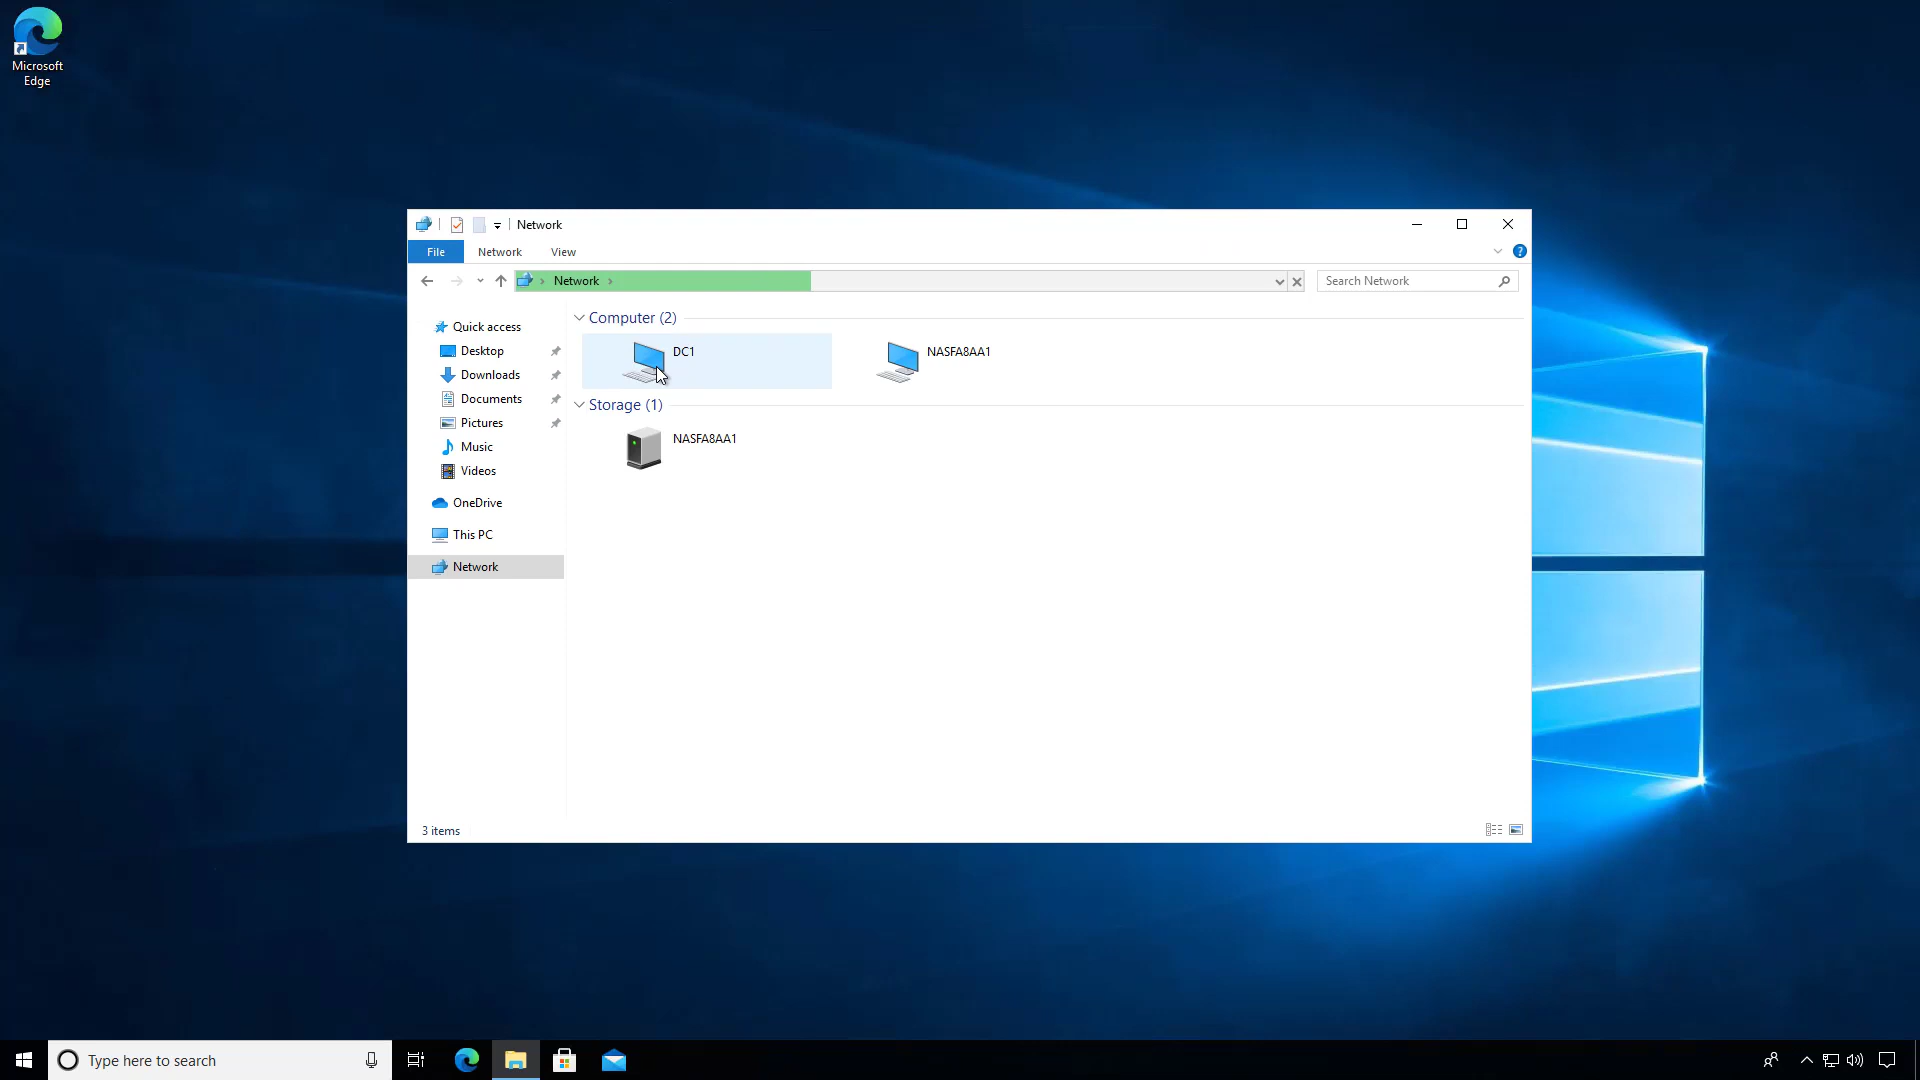 Microsoft
Edge
Network
File
Network
View
Network
Search Network
Quick access
Desktop
Downloads
Documents
Pictures
Music
Videos
OneDrive
This PC
Network
Computer (2)
DC1
NASFA8AA1
Storage (1)
NASFA8AA1
3 items
Type here to search